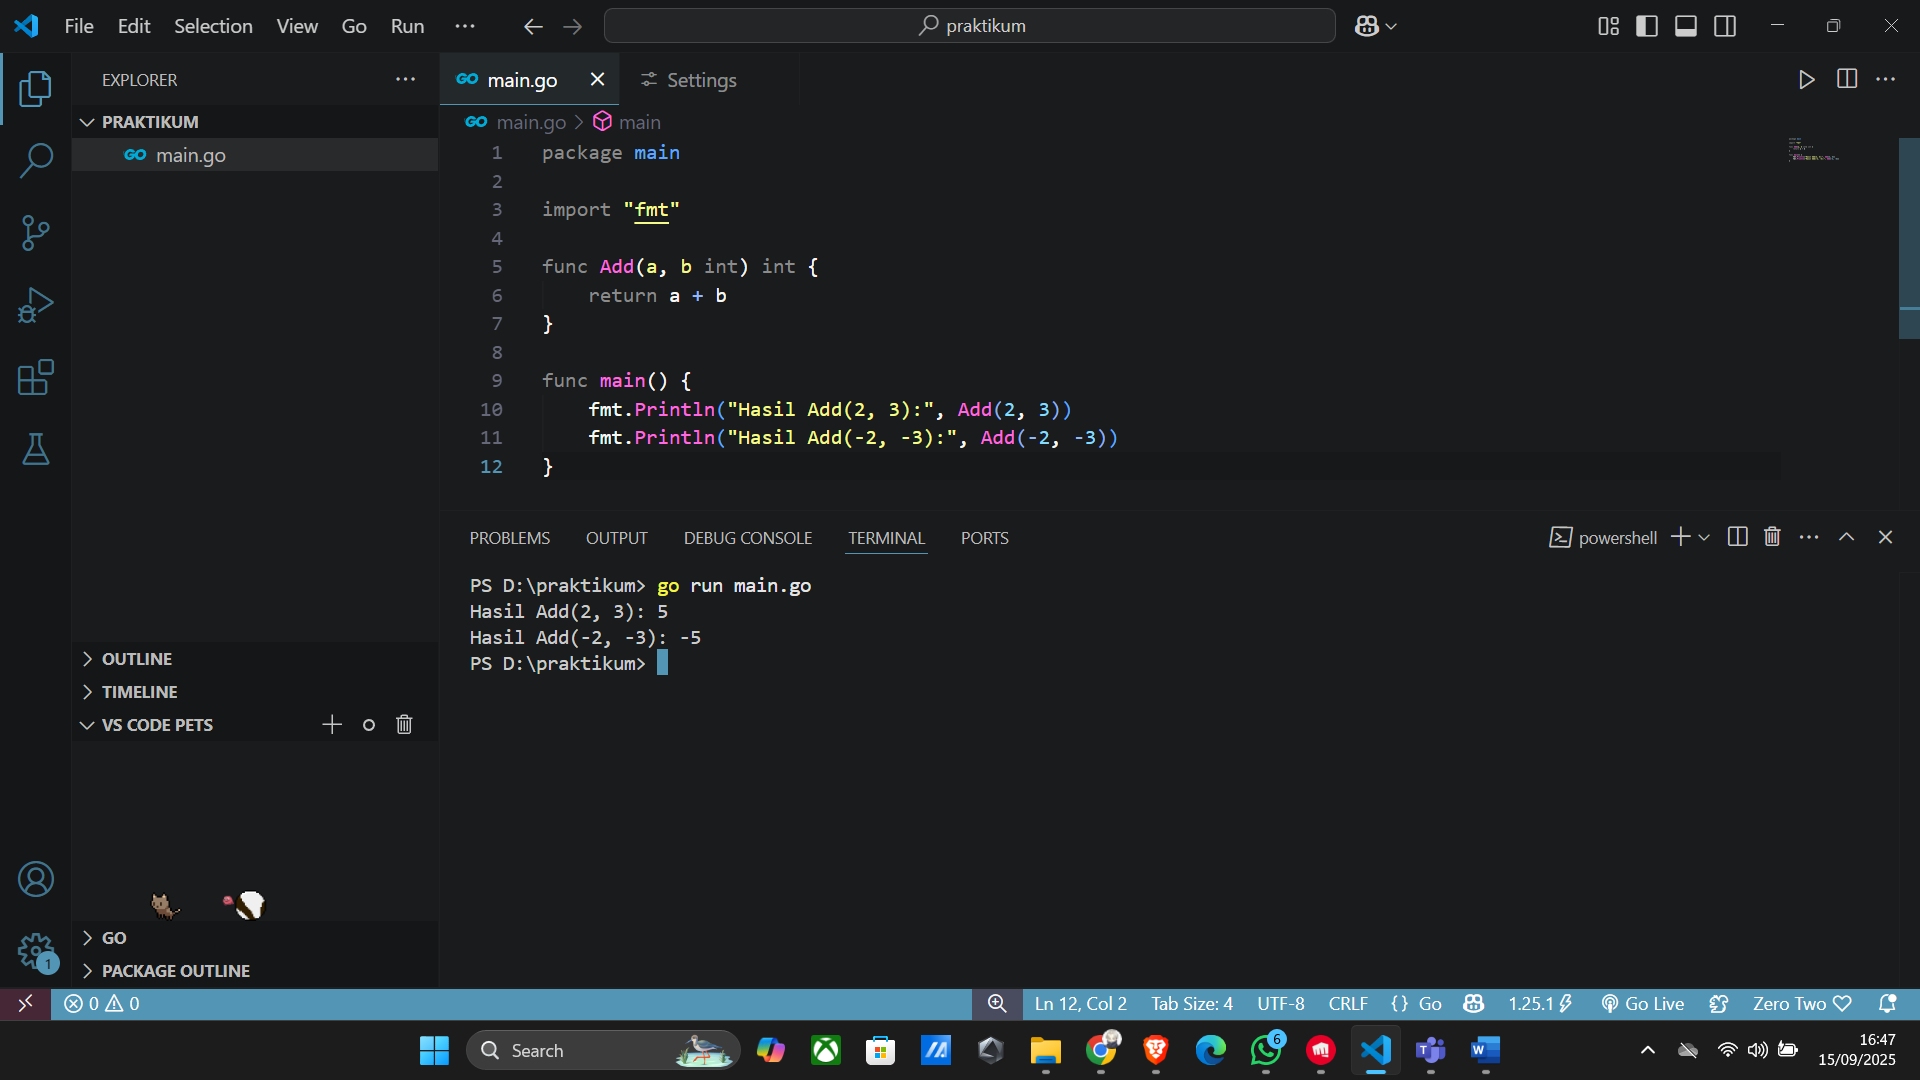 File Edit Selection View Go Run ··· praktikum
EXPLORER ···
PRAKTIKUM
GO main.go
GO main.go Settings ···
GO main.go > main
1 package main
2
3 import "fmt"
4
5 func Add(a, b int) int {
6 return a + b
7 }
8
9 func main() {
10 fmt.Println("Hasil Add(2, 3):", Add(2, 3))
11 fmt.Println("Hasil Add(-2, -3):", Add(-2, -3))
12 }
PROBLEMS OUTPUT DEBUG CONSOLE TERMINAL PORTS powershell ···
PS D:\praktikum> go run main.go
Hasil Add(2, 3): 5
Hasil Add(-2, -3): -5
PS D:\praktikum>
OUTLINE
TIMELINE
VS CODE PETS
GO
PACKAGE OUTLINE
1
0 0 Ln 12, Col 2 Tab Size: 4 UTF-8 CRLF {} Go 1.25.1 Go Live Zero Two
Search 6 T W 16:47
15/09/2025